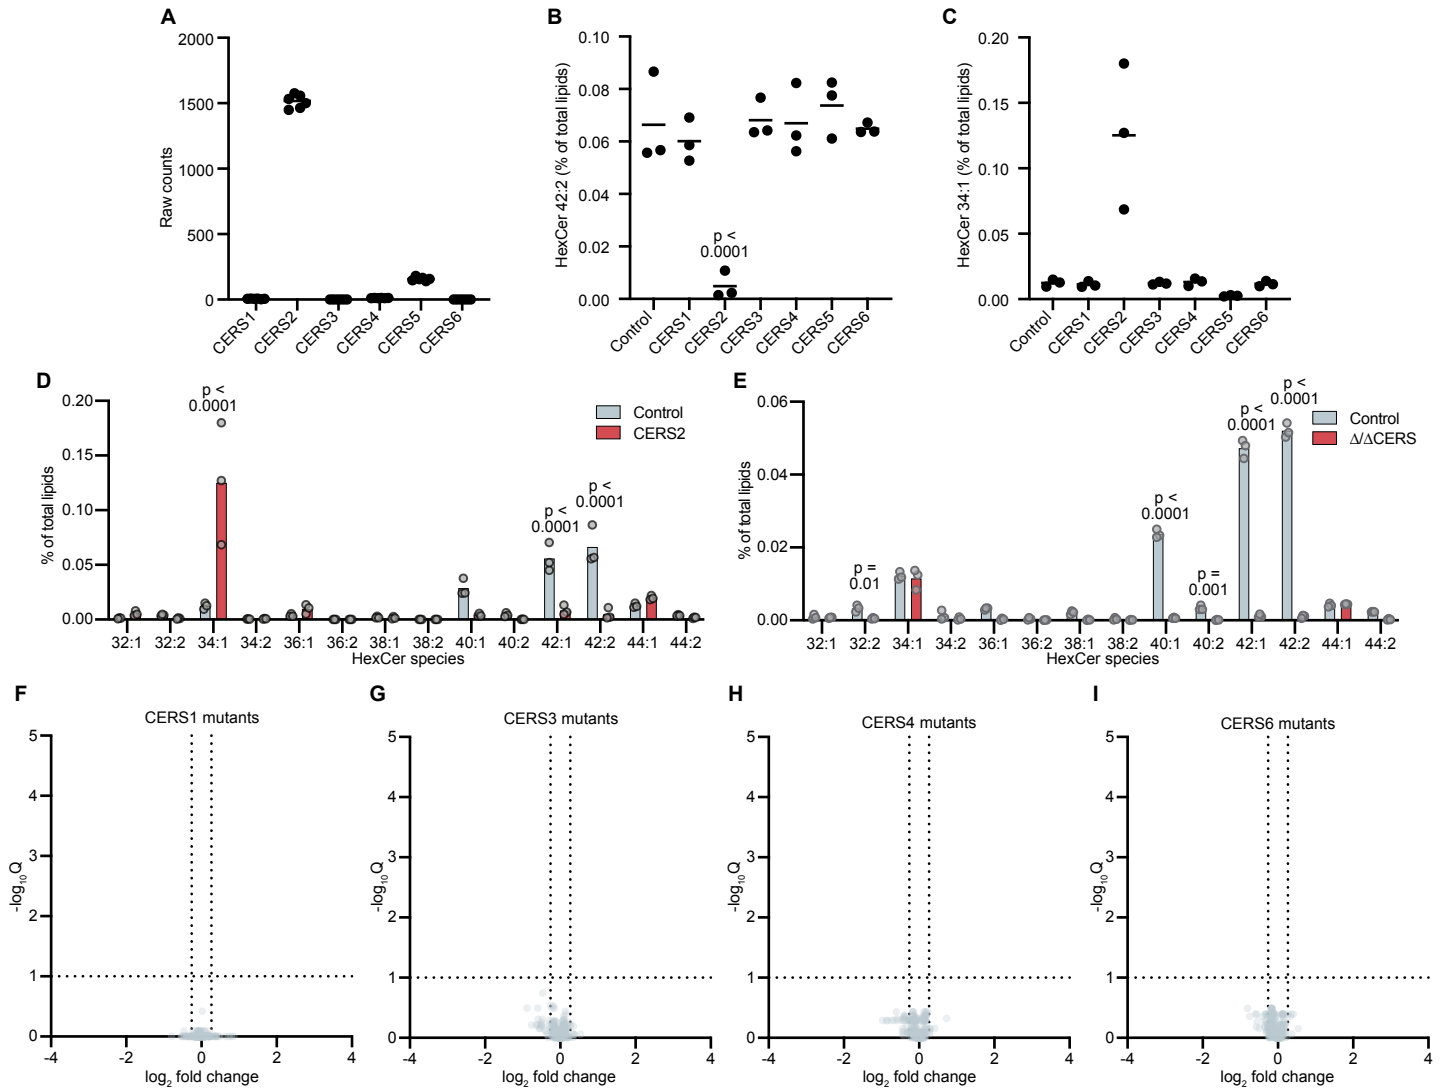 A
2000
1500
1000
500
0
Raw counts
CERS1
CERS2
CERS3
CERS4
CERS5
CERS6
B
0.10
0.08
0.06
0.04
0.02
0.00
HexCer 42:2 (% of total lipids)
p <
0.0001
Control
CERS1
CERS2
CERS3
CERS4
CERS5
CERS6
C
0.20
0.15
0.10
0.05
0.00
HexCer 34:1 (% of total lipids)
Control
CERS1
CERS2
CERS3
CERS4
CERS5
CERS6
D
0.20
0.15
0.10
0.05
0.00
% of total lipids
p <
0.0001
p <
0.0001
p <
0.0001
Control
CERS2
32:1 32:2 34:1 34:2 36:1 36:2 38:1 38:2 40:1 40:2 42:1 42:2 44:1 44:2
HexCer species
E
0.06
0.04
0.02
0.00
% of total lipids
p =
0.01
p <
0.0001
p =
0.001
p <
0.0001
p <
0.0001
Control
Δ/ΔCERS
32:1 32:2 34:1 34:2 36:1 36:2 38:1 38:2 40:1 40:2 42:1 42:2 44:1 44:2
HexCer species
F
CERS1 mutants
5
4
3
2
1
0
-log10Q
-4 -2 0 2 4
log2 fold change
G
CERS3 mutants
5
4
3
2
1
0
-log10Q
-4 -2 0 2 4
log2 fold change
H
CERS4 mutants
5
4
3
2
1
0
-log10Q
-4 -2 0 2 4
log2 fold change
I
CERS6 mutants
5
4
3
2
1
0
-log10Q
-4 -2 0 2 4
log2 fold change